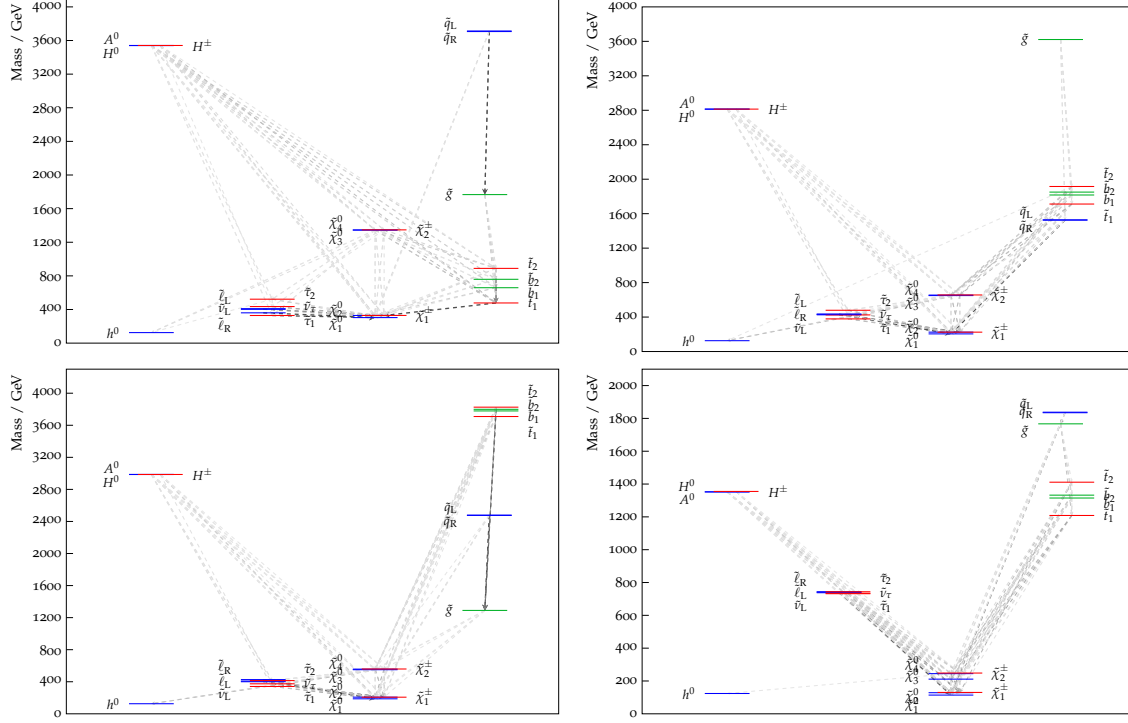 Mass / GeV
3600
3200
2800
2400
2000
1600
1200
800
400
0
A⁰
H⁰
H±
h⁰
ℓ̃L
ν̃L
ℓ̃R
τ̃2
ν̃τ
τ̃1
χ̃⁰4
χ̃⁰3
χ̃±2
χ̃⁰2
χ̃⁰1
χ̃±1
q̃L
q̃R
g̃
t̃2
b̃2
b̃1
t̃1
Mass / GeV
3600
3200
2800
2400
2000
1600
1200
800
400
0
A⁰
H⁰
H±
h⁰
ℓ̃L
ℓ̃R
ν̃L
τ̃2
ν̃τ
τ̃1
χ̃⁰4
χ̃⁰3
χ̃±2
χ̃⁰2
χ̃⁰1
χ̃±1
g̃
q̃L
q̃R
t̃2
b̃2
b̃1
t̃1
Mass / GeV
3600
3200
2800
2400
2000
1600
1200
800
400
0
A⁰
H⁰
H±
h⁰
ℓ̃R
ℓ̃L
ν̃L
τ̃2
ν̃τ
τ̃1
χ̃⁰4
χ̃⁰3
χ̃±2
χ̃⁰2
χ̃⁰1
χ̃±1
t̃2
b̃2
b̃1
t̃1
q̃L
q̃R
g̃
Mass / GeV
2000
1800
1600
1400
1200
1000
800
600
400
200
0
H⁰
A⁰
H±
h⁰
ℓ̃R
ℓ̃L
ν̃L
τ̃2
ν̃τ
τ̃1
χ̃⁰4
χ̃⁰3
χ̃±2
χ̃⁰2
χ̃⁰1
χ̃±1
q̃L
q̃R
g̃
t̃2
b̃2
b̃1
t̃1